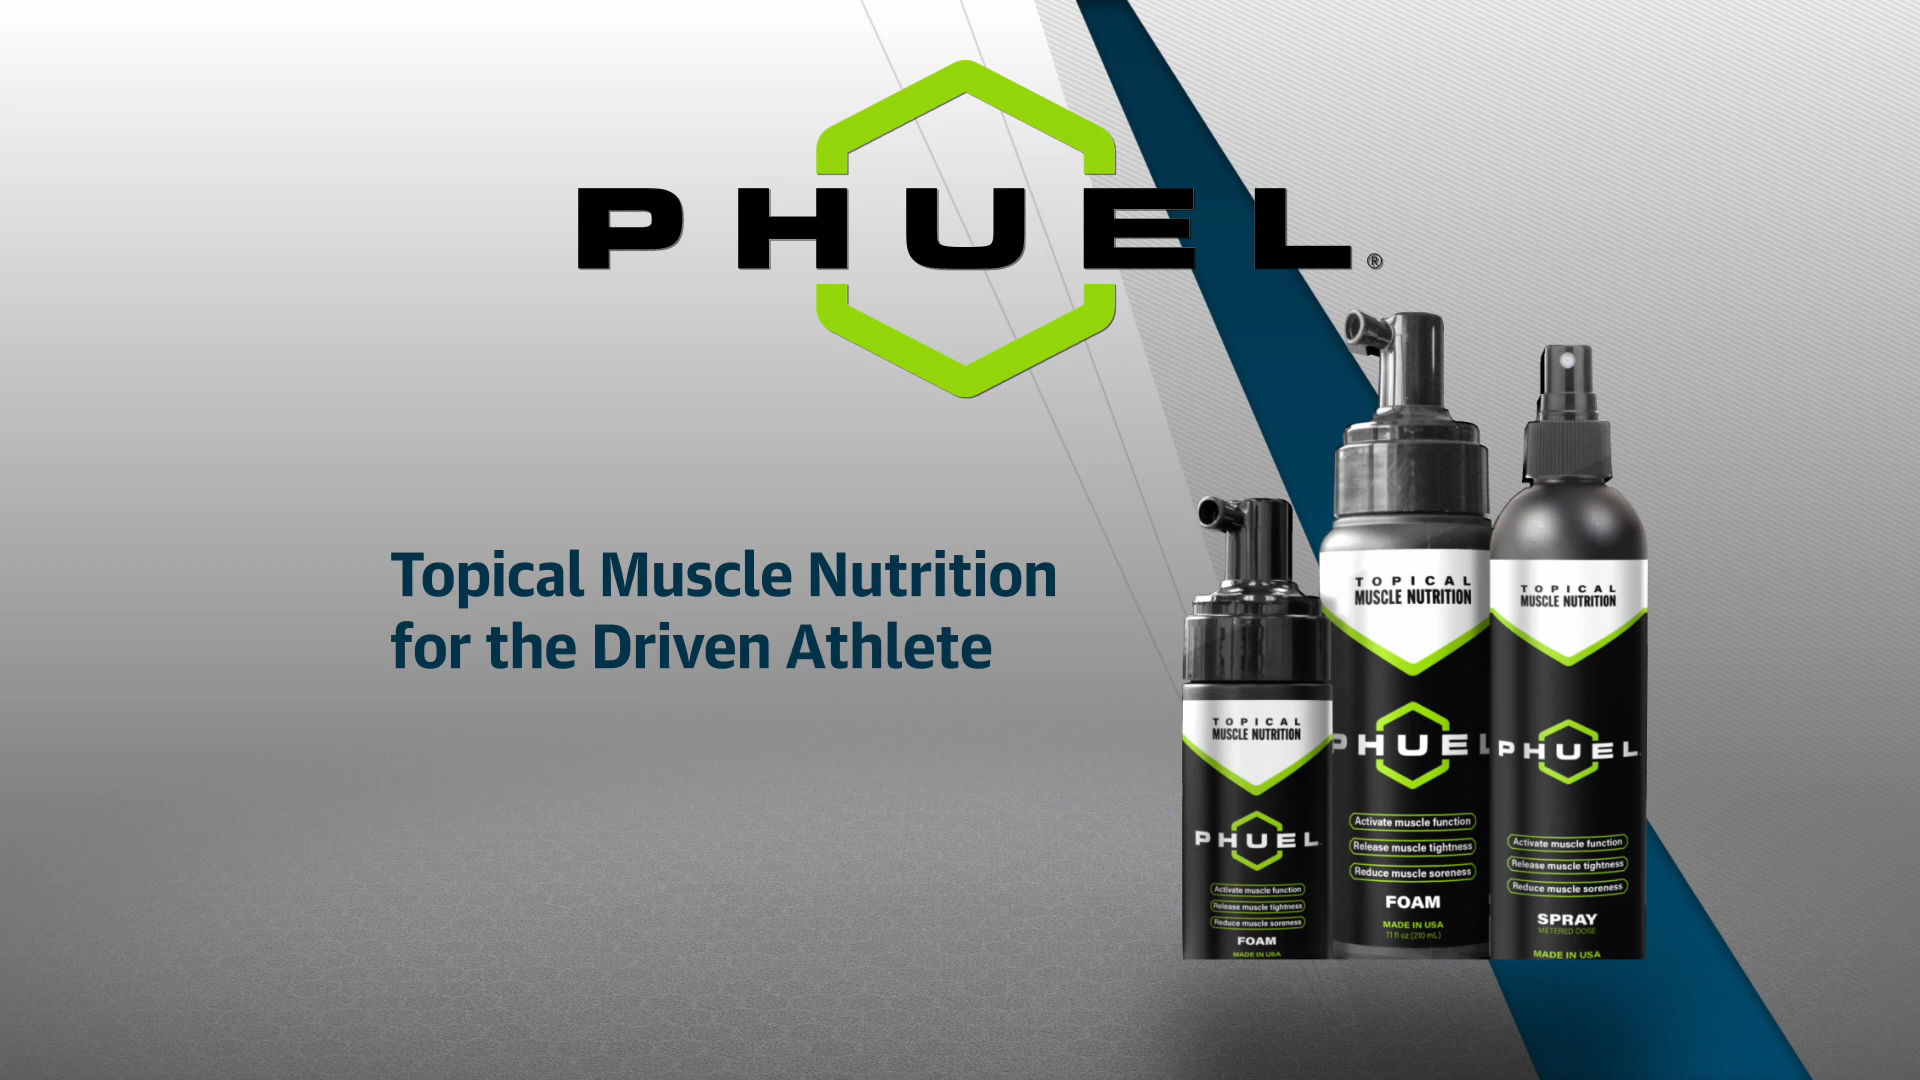 PHUEL®
Topical Muscle Nutrition
for the Driven Athlete
TOPICAL
MUSCLE NUTRITION
PHUEL
Activate muscle function
Release muscle tightness
Reduce muscle soreness
FOAM
MADE IN USA
TOPICAL
MUSCLE NUTRITION
PHUEL
Activate muscle function
Release muscle tightness
Reduce muscle soreness
FOAM
MADE IN USA
7.1 fl oz (210 mL)
TOPICAL
MUSCLE NUTRITION
PHUEL
Activate muscle function
Release muscle tightness
Reduce muscle soreness
SPRAY
METERED DOSE
MADE IN USA